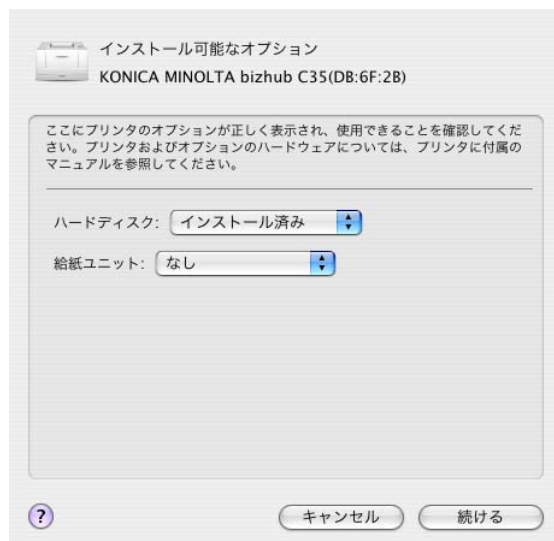 インストール可能なオプション
KONICA MINOLTA bizhub C35(DB:6F:2B)
ここにプリンタのオプションが正しく表示され、使用できることを確認してくだ
さい。プリンタおよびオプションのハードウェアについては、プリンタに付属の
マニュアルを参照してください。
ハードディスク: インストール済み
給紙ユニット: なし
? キャンセル 続ける